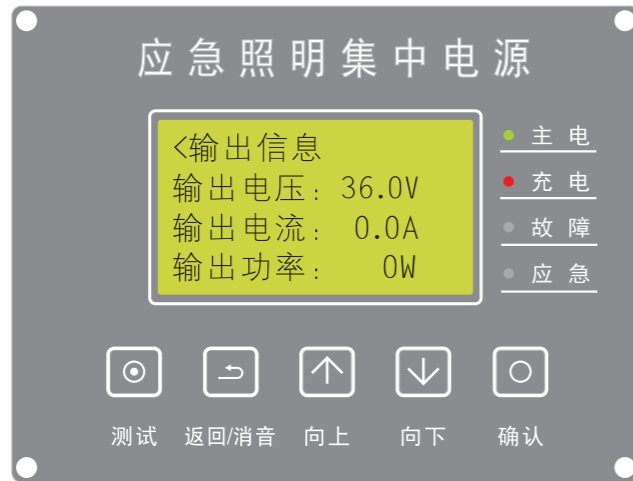 应急照明集中电源
<输出信息
输出电压: 36.0V
输出电流: 0.0A
输出功率: 0W
主电
充电
故障
应急
测试 返回/消音 向上 向下 确认